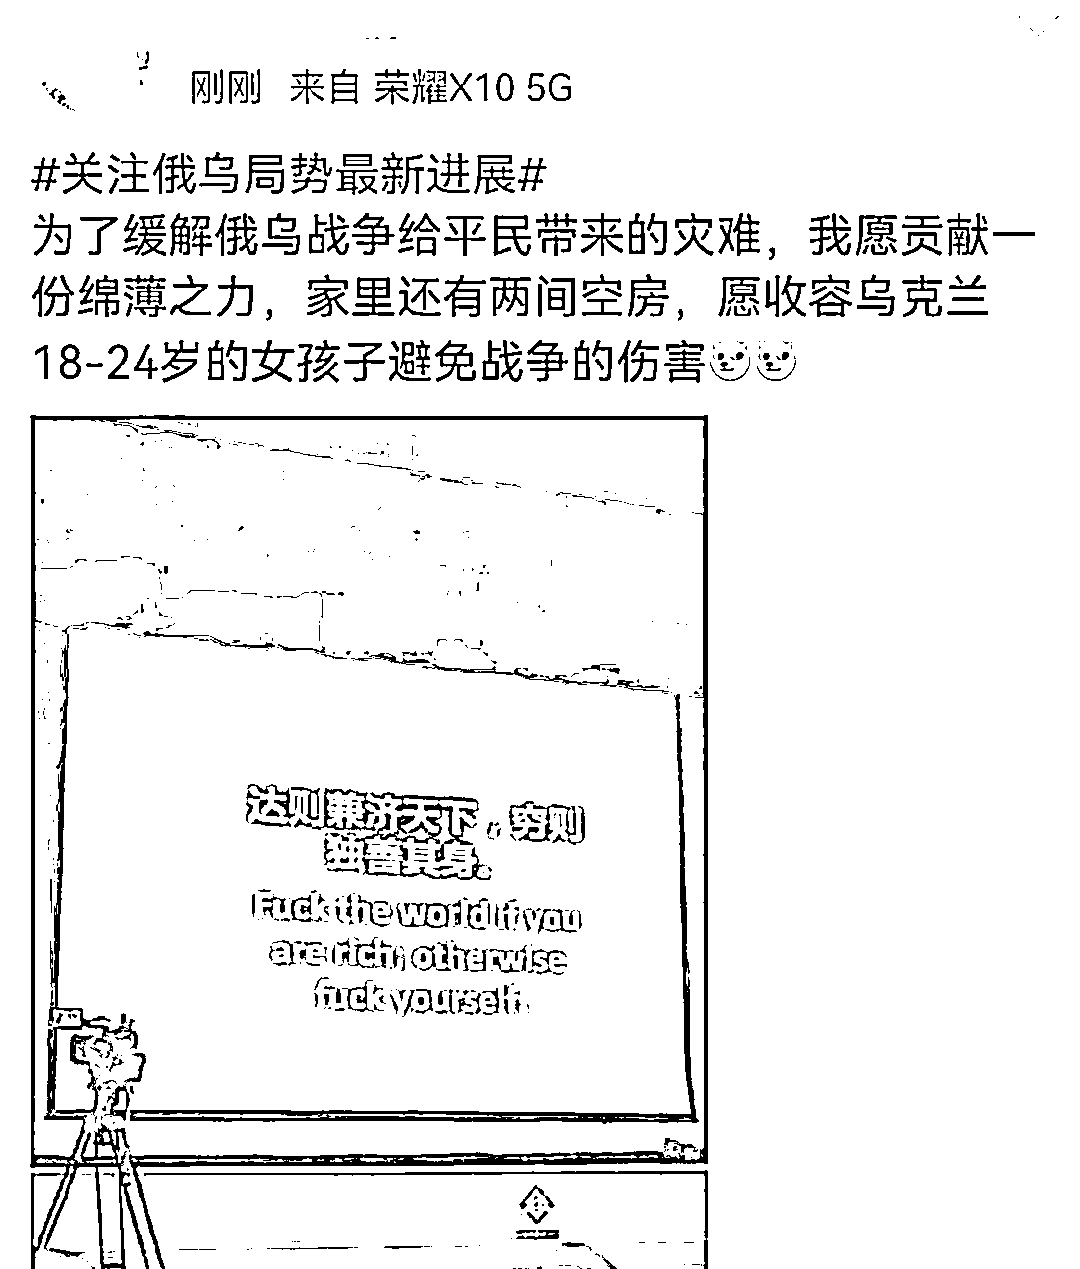 刚刚 来自 荣耀X10 5G
#关注俄乌局势最新进展#
为了缓解俄乌战争给平民带来的灾难，我愿贡献一
份绵薄之力，家里还有两间空房，愿收容乌克兰
18-24岁的女孩子避免战争的伤害
达则兼济天下。穷则
独善其身。
Fuck the world if you
are rich; otherwise
fuck yourself.